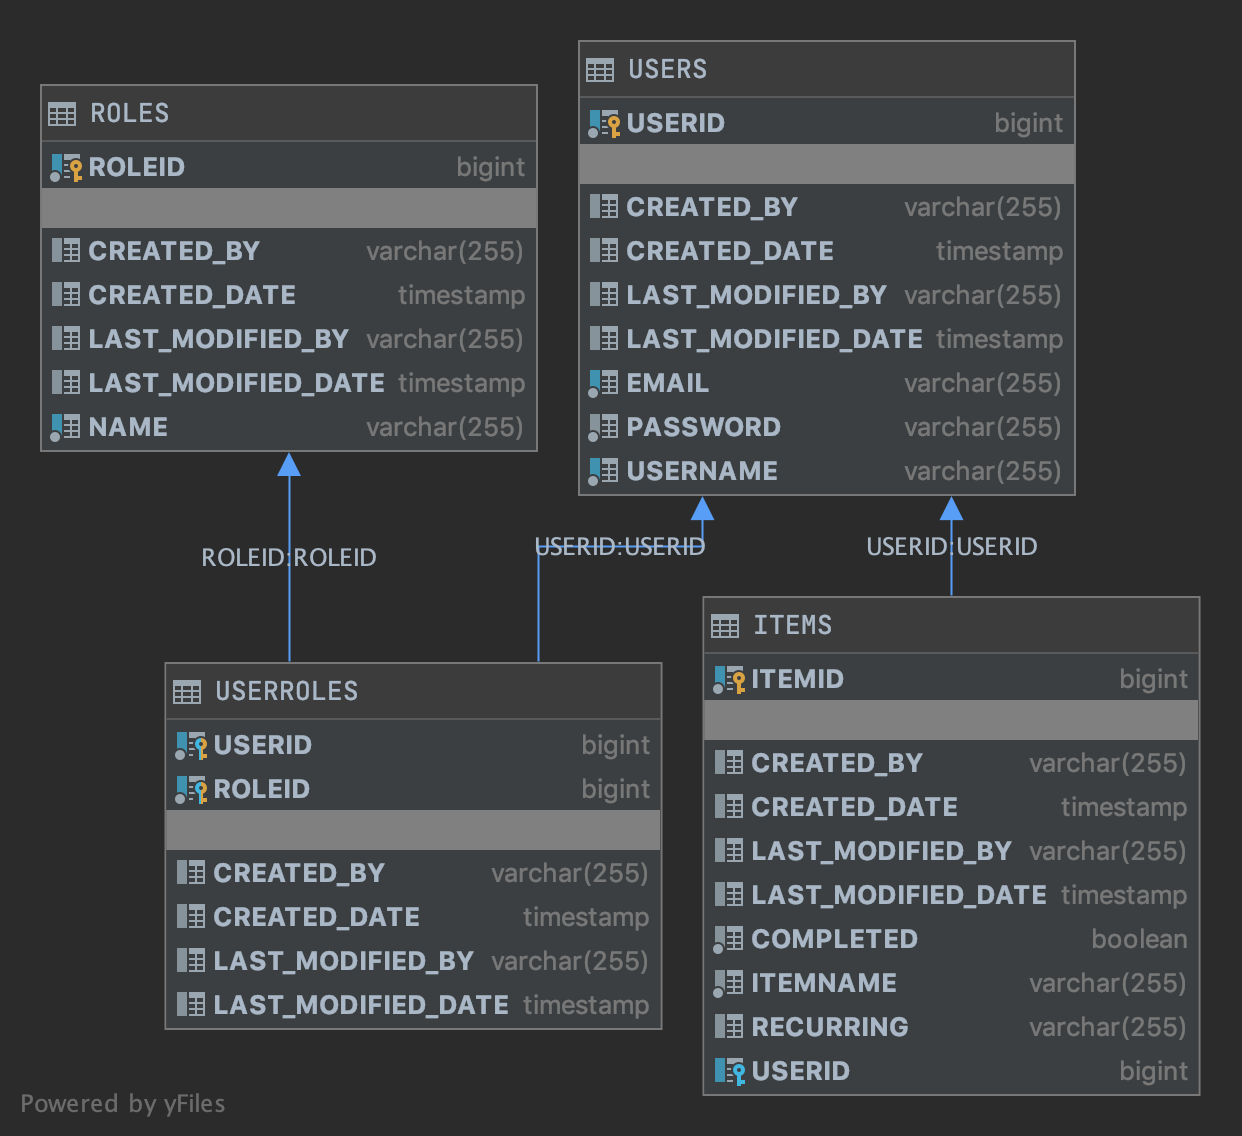 ROLES
ROLEID bigint
CREATED_BY varchar(255)
CREATED_DATE timestamp
LAST_MODIFIED_BY varchar(255)
LAST_MODIFIED_DATE timestamp
NAME varchar(255)
USERS
USERID bigint
CREATED_BY varchar(255)
CREATED_DATE timestamp
LAST_MODIFIED_BY varchar(255)
LAST_MODIFIED_DATE timestamp
EMAIL varchar(255)
PASSWORD varchar(255)
USERNAME varchar(255)
ROLEID:ROLEID
USERID:USERID
USERID:USERID
USERROLES
USERID bigint
ROLEID bigint
CREATED_BY varchar(255)
CREATED_DATE timestamp
LAST_MODIFIED_BY varchar(255)
LAST_MODIFIED_DATE timestamp
ITEMS
ITEMID bigint
CREATED_BY varchar(255)
CREATED_DATE timestamp
LAST_MODIFIED_BY varchar(255)
LAST_MODIFIED_DATE timestamp
COMPLETED boolean
ITEMNAME varchar(255)
RECURRING varchar(255)
USERID bigint
Powered by yFiles